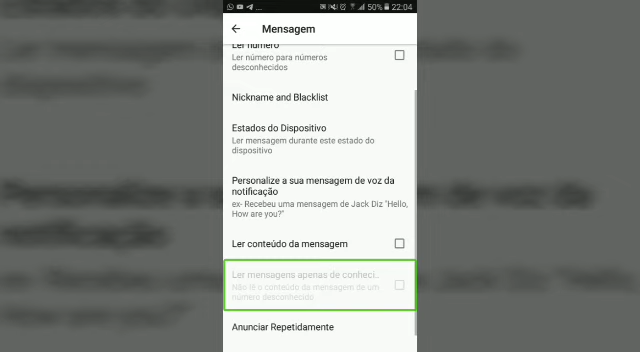 50% 22:04
Mensagem
Ler número
Ler número para números
desconhecidos
Nickname and Blacklist
Estados do Dispositivo
Ler mensagem durante este estado do
dispositivo
Personalize a sua mensagem de voz da
notificação
ex- Recebeu uma mensagem de Jack Diz "Hello,
How are you?"
Ler conteúdo da mensagem
Ler mensagens apenas de conheci..
Não lê o conteúdo da mensagem de um
número desconhecido
Anunciar Repetidamente